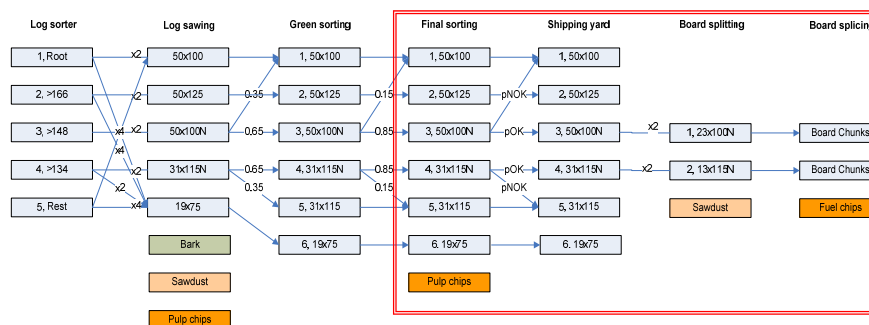 Log sorter Log sawing Green sorting Final sorting Shipping yard Board splitting Board splicing
1, Root x2 50x100 1, 50x100 1, 50x100 1, 50x100
2, >166 x2 50x125 0.35 2, 50x125 0.15 2, 50x125 pNOK 2, 50x125
3, >148 x4 x2 50x100N 0.65 3, 50x100N 0.85 3, 50x100N pOK 3, 50x100N x2 1, 23x100N Board Chunks
x4
4, >134 x2 31x115N 0.65 4, 31x115N 0.85 4, 31x115N pOK 4, 31x115N x2 2, 13x115N Board Chunks
x2 0.35 0.15 pNOK
5, Rest x4 19x75 5, 31x115 5, 31x115 5, 31x115 Sawdust Fuel chips
Bark 6, 19x75 6. 19x75 6. 19x75
Sawdust Pulp chips
Pulp chips